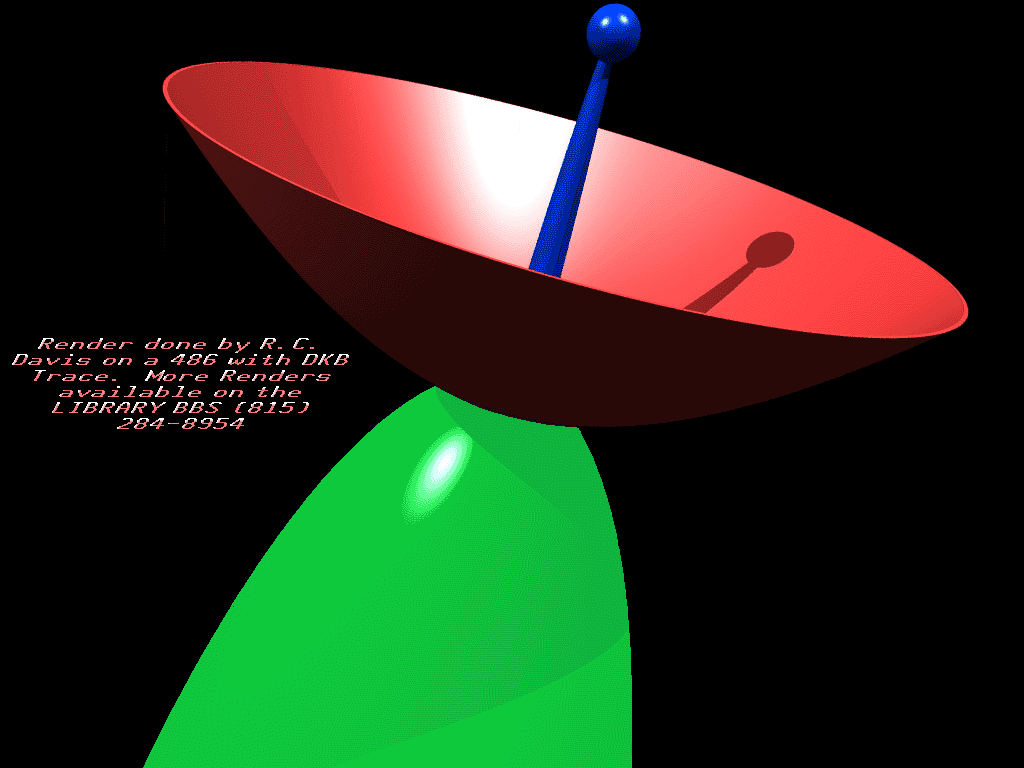 Render done by R.C.
Davis on a 486 with DKB
Trace.  More Renders
available on the
LIBRARY BBS (815)
284-8954